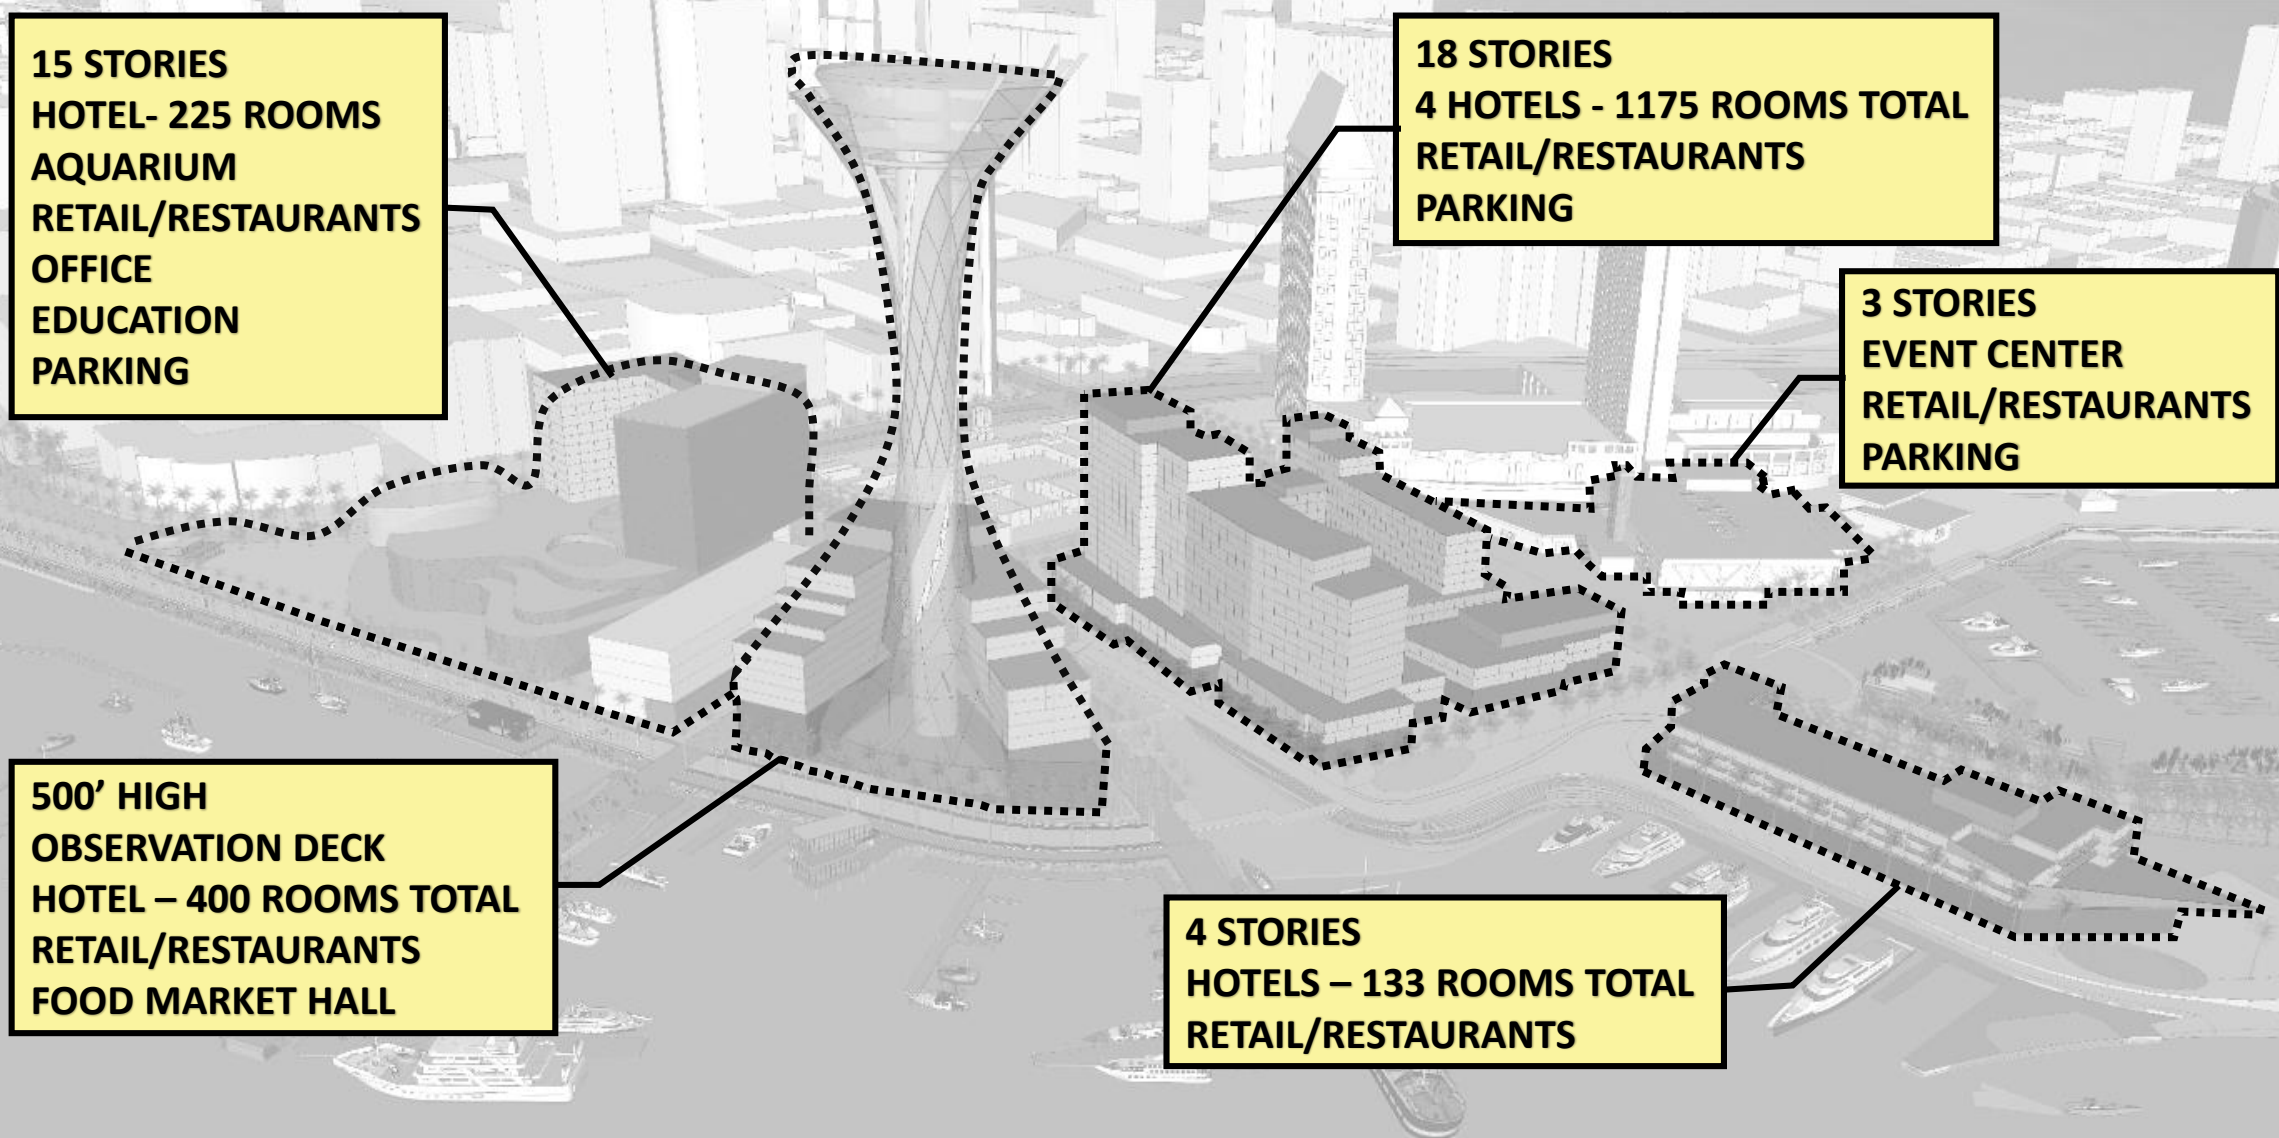 15 STORIES
HOTEL- 225 ROOMS
AQUARIUM
RETAIL/RESTAURANTS
OFFICE
EDUCATION
PARKING
18 STORIES
4 HOTELS - 1175 ROOMS TOTAL
RETAIL/RESTAURANTS
PARKING
3 STORIES
EVENT CENTER
RETAIL/RESTAURANTS
PARKING
500’ HIGH
OBSERVATION DECK
HOTEL – 400 ROOMS TOTAL
RETAIL/RESTAURANTS
FOOD MARKET HALL
4 STORIES
HOTELS – 133 ROOMS TOTAL
RETAIL/RESTAURANTS